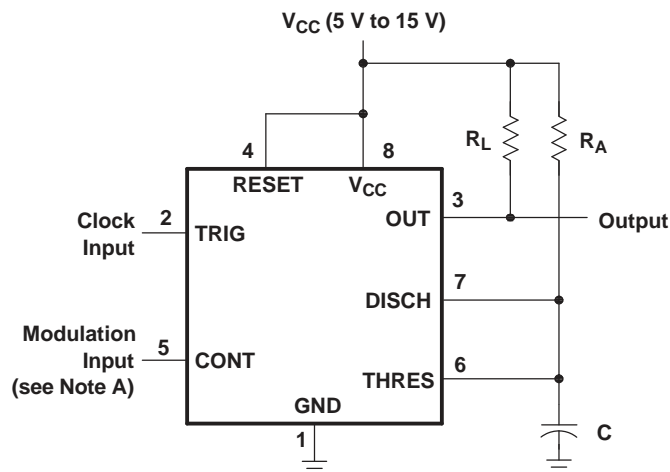 VCC (5 V to 15 V)
RL
RA
4
8
RESET
VCC
3
OUT
Output
Clock
Input
2
TRIG
7
DISCH
Modulation
Input
(see Note A)
5
CONT
6
THRES
GND
1
C